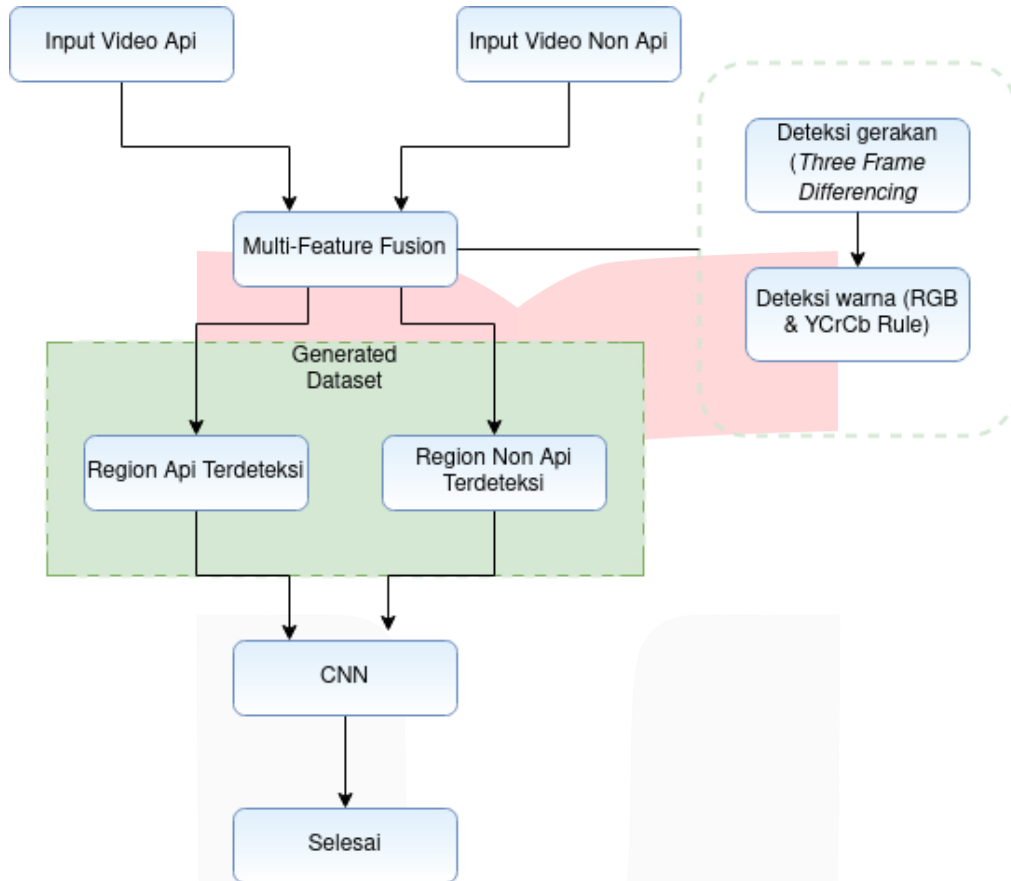 Input Video Api
Input Video Non Api
Deteksi gerakan
(Three Frame
Differencing
Multi-Feature Fusion
Deteksi warna (RGB
& YCrCb Rule)
Generated
Dataset
Region Api Terdeteksi
Region Non Api
Terdeteksi
CNN
Selesai